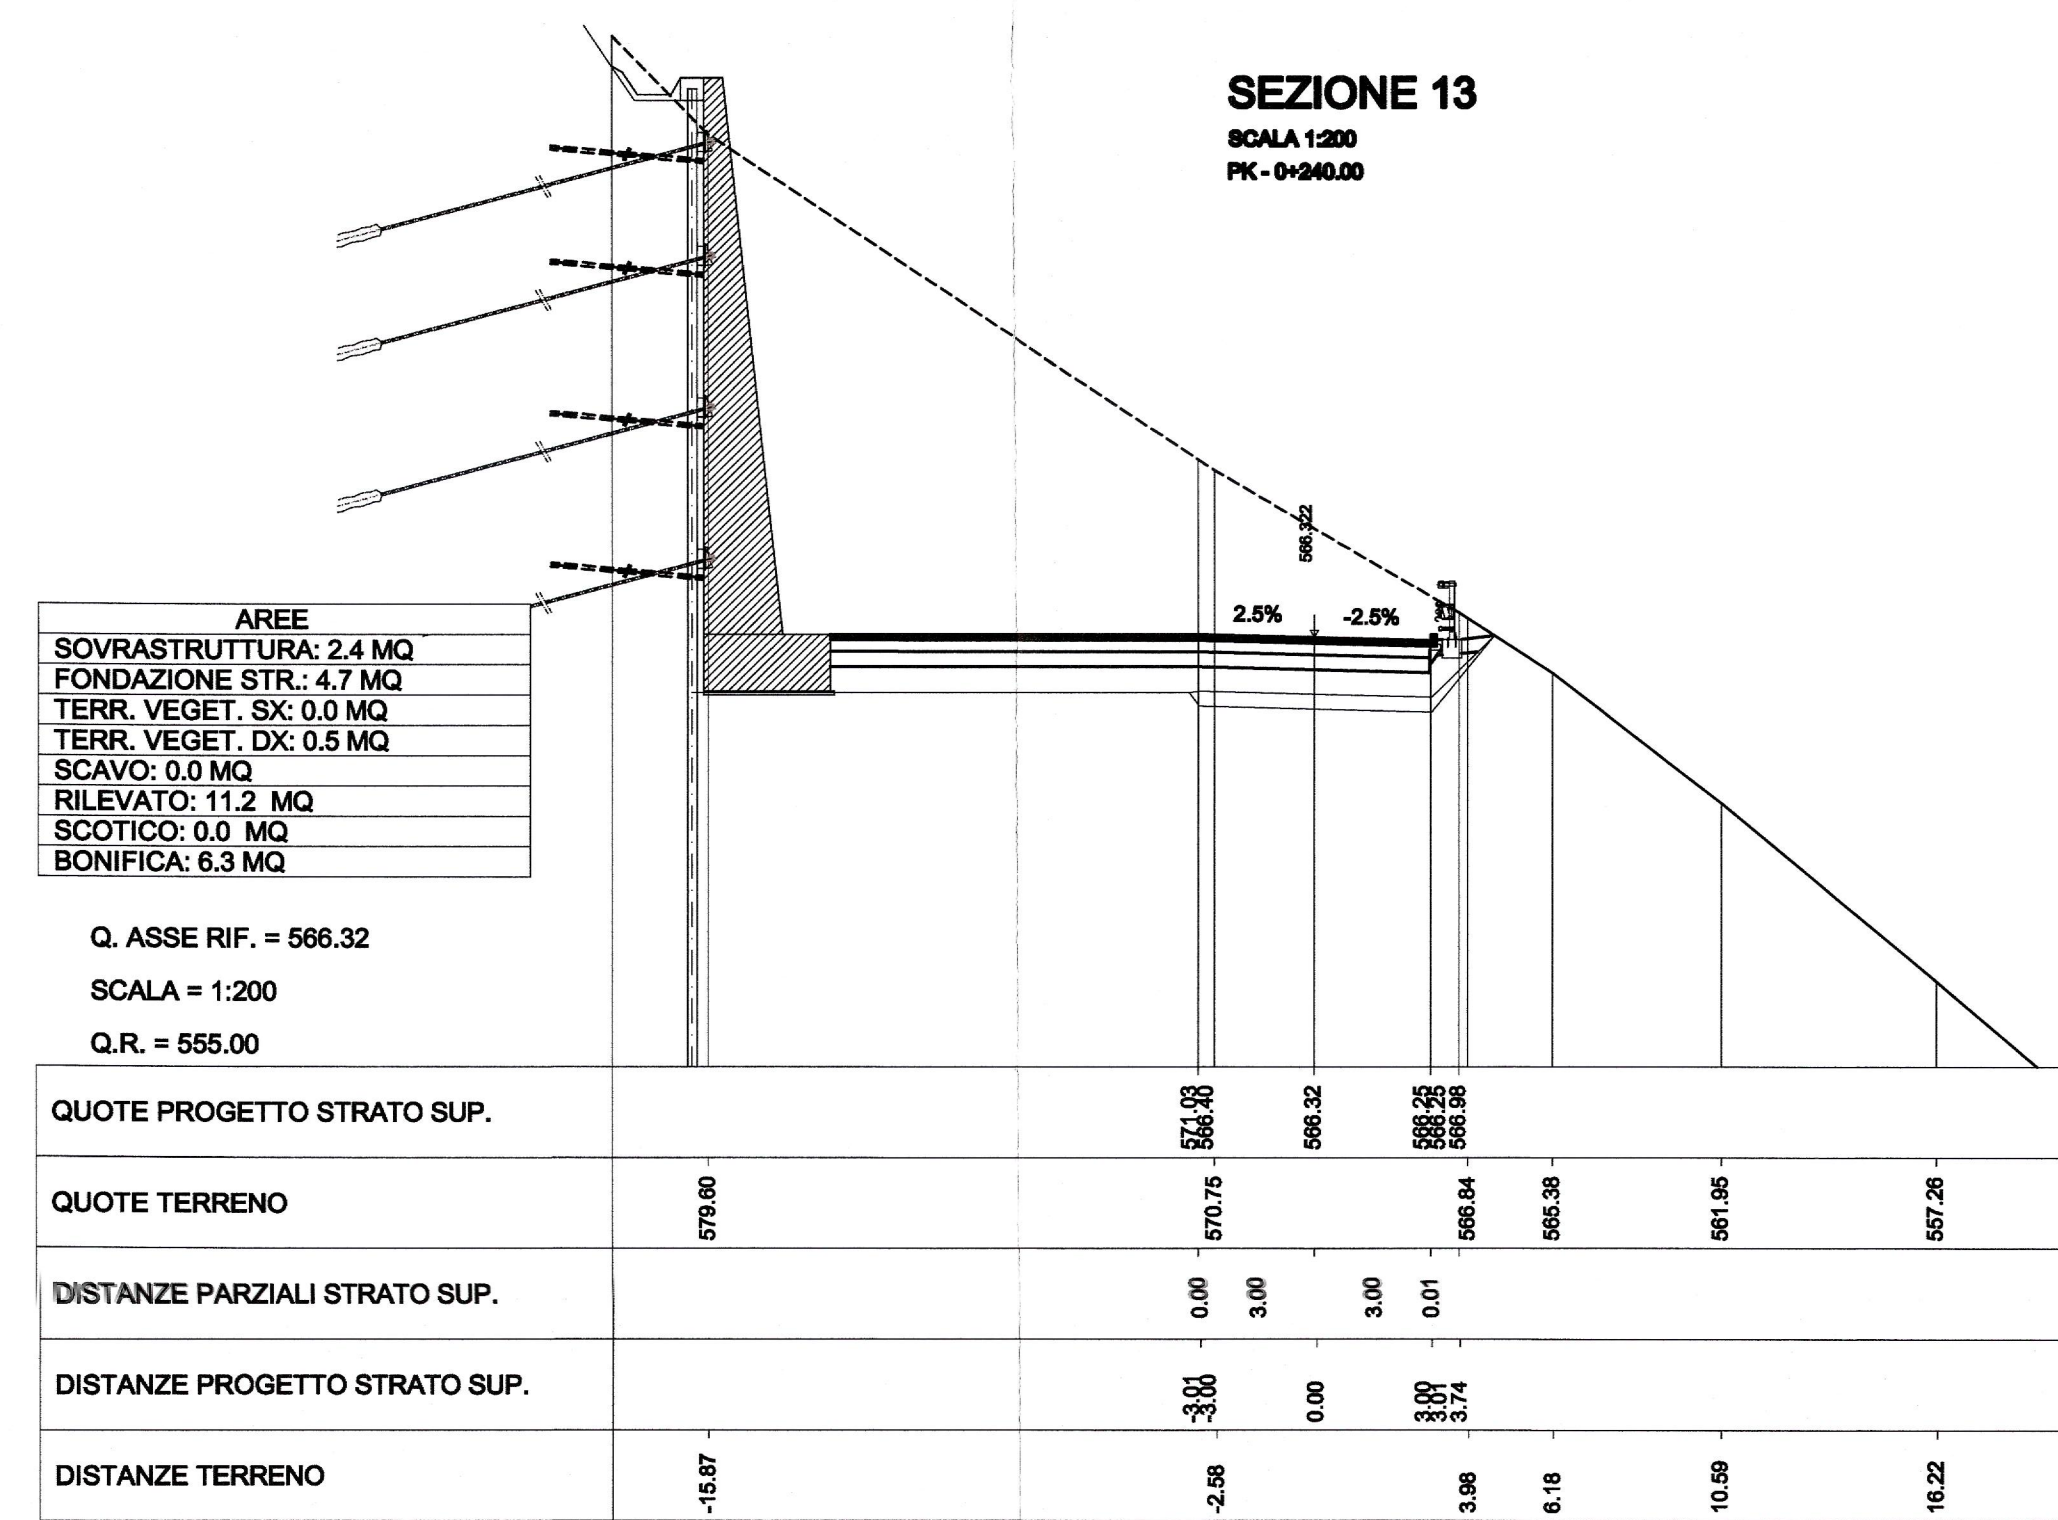 SEZIONE 13
SCALA 1:200
PK - 0+240.00
566.322
2.5%
-2.5%
AREE
SOVRASTRUTTURA: 2.4 MQ
FONDAZIONE STR.: 4.7 MQ
TERR. VEGET. SX: 0.0 MQ
TERR. VEGET. DX: 0.5 MQ
SCAVO: 0.0 MQ
RILEVATO: 11.2 MQ
SCOTICO: 0.0 MQ
BONIFICA: 6.3 MQ
Q. ASSE RIF. = 566.32
SCALA = 1:200
Q.R. = 555.00
QUOTE PROGETTO STRATO SUP. 571.03 566.40 566.32 566.25 566.25 566.98
QUOTE TERRENO 579.60 570.75 566.84 565.38 561.95 557.26
DISTANZE PARZIALI STRATO SUP. 0.00 3.00 3.00 0.01
DISTANZE PROGETTO STRATO SUP. -3.01 -3.00 0.00 3.00 3.01 3.74
DISTANZE TERRENO -15.87 -2.58 3.98 6.18 10.59 16.22